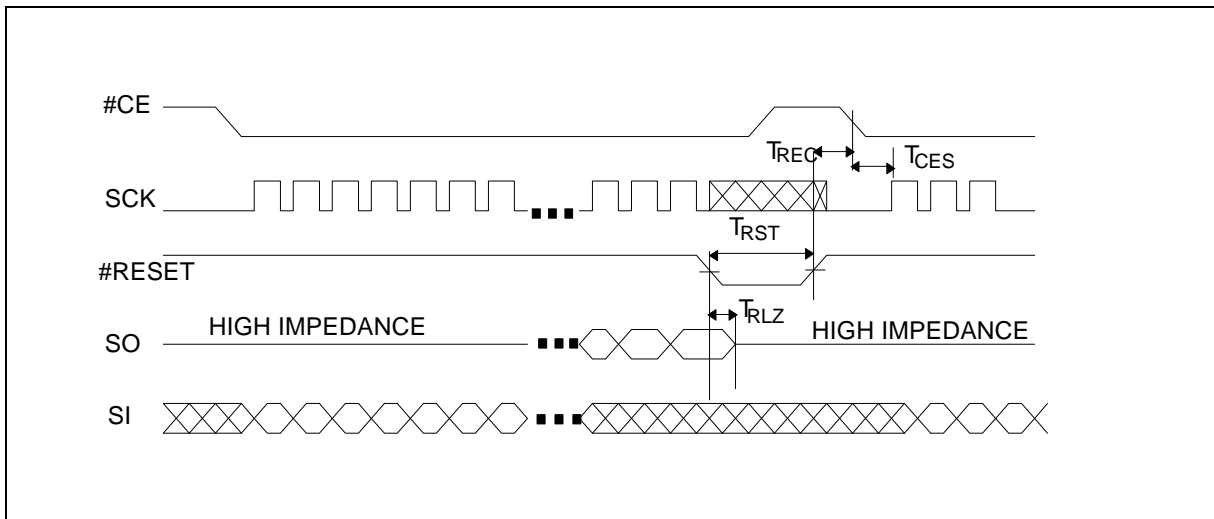 #CE
TREC
TCES
SCK
TRST
#RESET
TRLZ
HIGH IMPEDANCE
HIGH IMPEDANCE
SO
SI